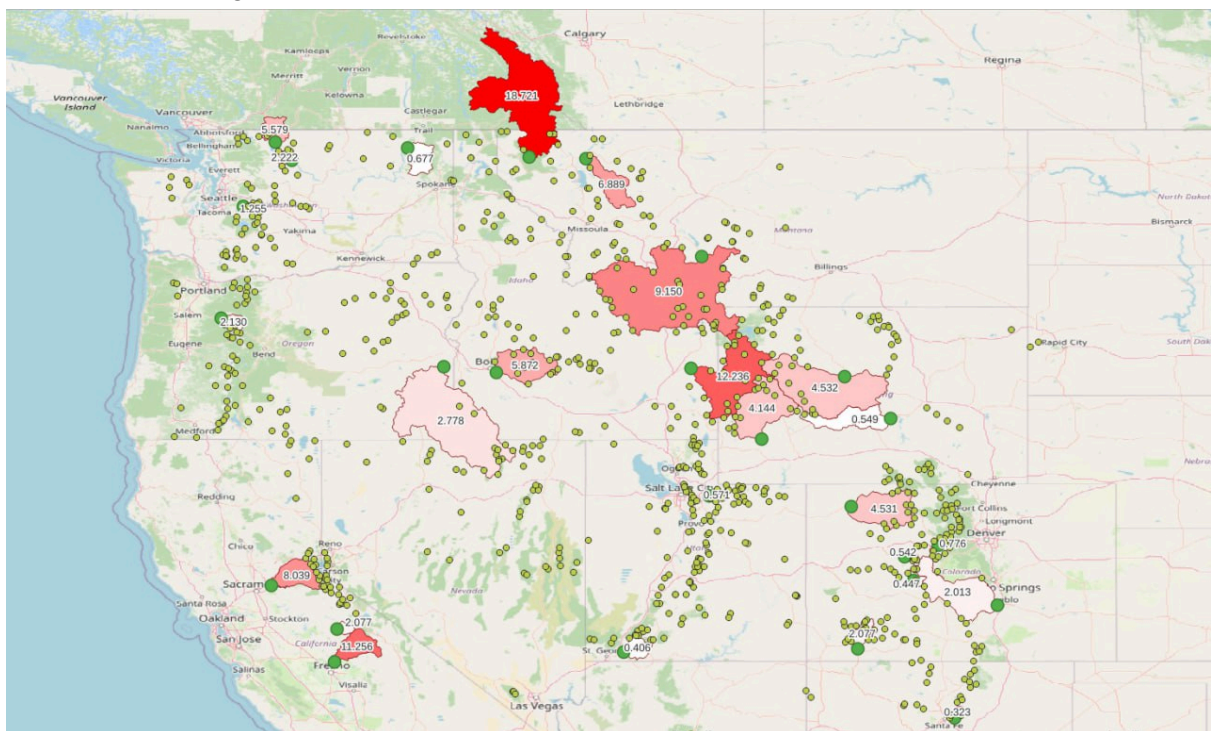 Calgary
Revelstoke
Kamloops
Regina
Merritt
Vernon
Kelowna
18.721
Vancouver
Island
Vancouver
Castlegar
Lethbridge
Nanaimo
Abbotsford
5.579
Trail
Bellingham
Victoria
2.222
0.677
Everett
Spokane
6.889
Seattle
1.255
Tacoma
North Dakota
Bismarck
Yakima
Missoula
Montana
Kennewick
Billings
Idaho
Portland
9.150
Salem
2.130
Eugene
Oregon
Bend
Rapid City
South Dak
5.872
12.236
4.532
2.778
4.144
0.549
Medford
Redding
Salt Lake City
0.571
Cheyenne
Fort Collins
4.531
Longmont
Provo
Chico
Reno
0.776
Denver
0.542
Carson
City
8.039
Colorado
0.447
Sacram
Nevada
2.013
Springs
Santa Rosa
Oakland
Stockton
San Jose
2.077
2.077
California
11.256
St. George
0.406
Salinas
Fresno
Visalia
Las Vegas
0.323
Santa Fe